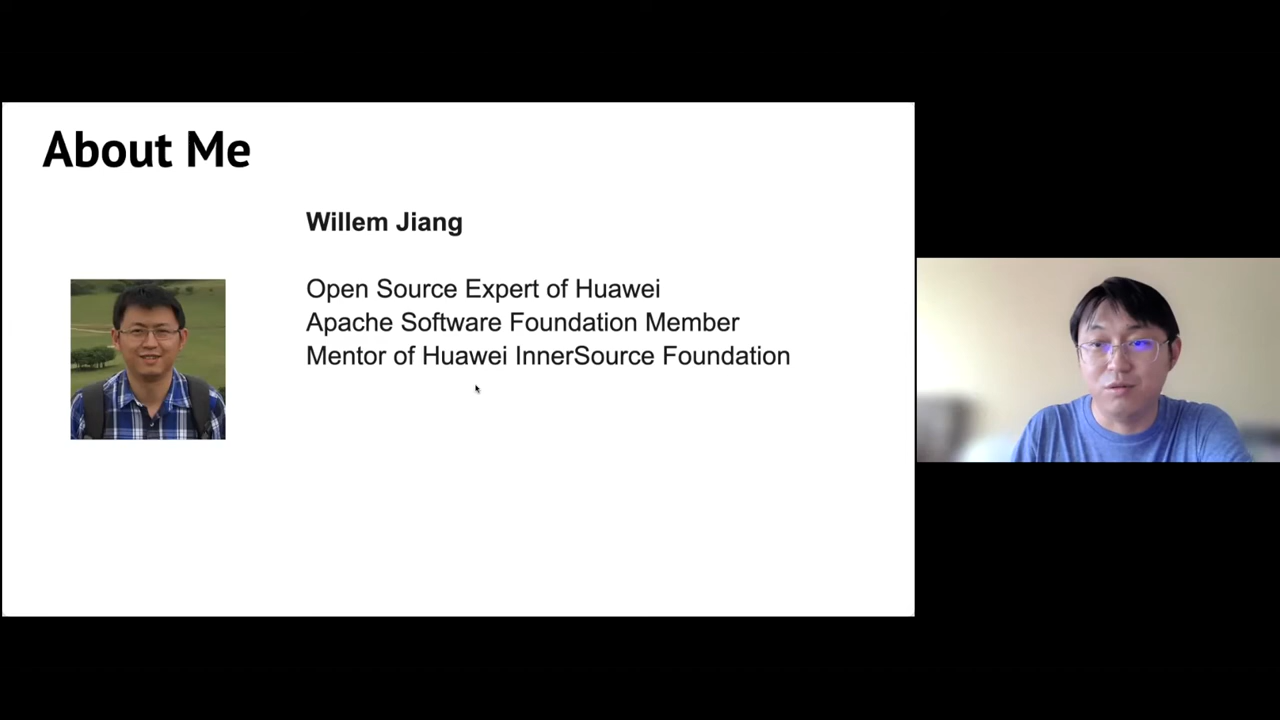 About Me
Willem Jiang
Open Source Expert of Huawei
Apache Software Foundation Member
Mentor of Huawei InnerSource Foundation